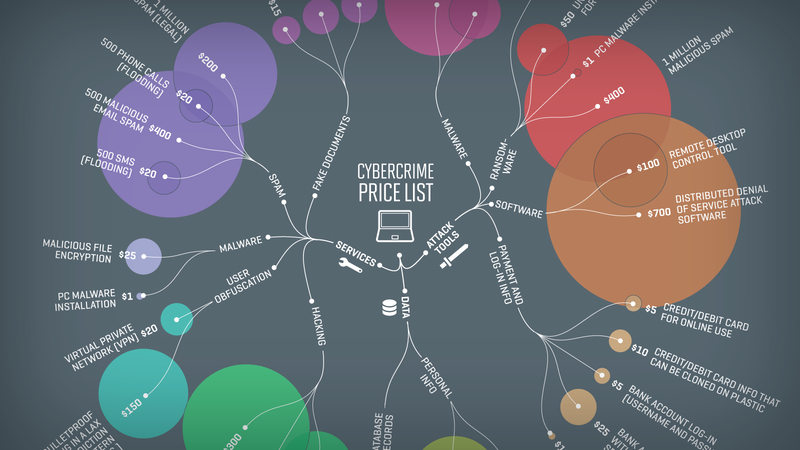 CYBERCRIME
PRICE LIST
SERVICES
ATTACK
TOOLS
DATA
FAKE DOCUMENTS
$15
SPAM
1 MILLION
SPAM (LEGAL)
$200
500 PHONE CALLS
(FLOODING)
$20
500 MALICIOUS
EMAIL SPAM
$400
500 SMS
(FLOODING)
$20
MALWARE
MALICIOUS FILE
ENCRYPTION
$25
PC MALWARE
INSTALLATION
$1
USER
OBFUSCATION
VIRTUAL PRIVATE
NETWORK (VPN)
$20
$150
IN A LAX
HACKING
$300
PERSONAL
INFO
MALWARE
RANSOM-
WARE
$50
FOR
$1 PC MALWARE
1 MILLION
MALICIOUS SPAM
$400
SOFTWARE
$100
REMOTE DESKTOP
CONTROL TOOL
$700
DISTRIBUTED DENIAL
OF SERVICE ATTACK
SOFTWARE
PAYMENT AND
LOG-IN INFO
$5
CREDIT/DEBIT CARD
FOR ONLINE USE
$10
CREDIT/DEBIT CARD INFO THAT
CAN BE CLONED ON PLASTIC
$5
BANK ACCOUNT LOG-IN
(USERNAME AND
$25